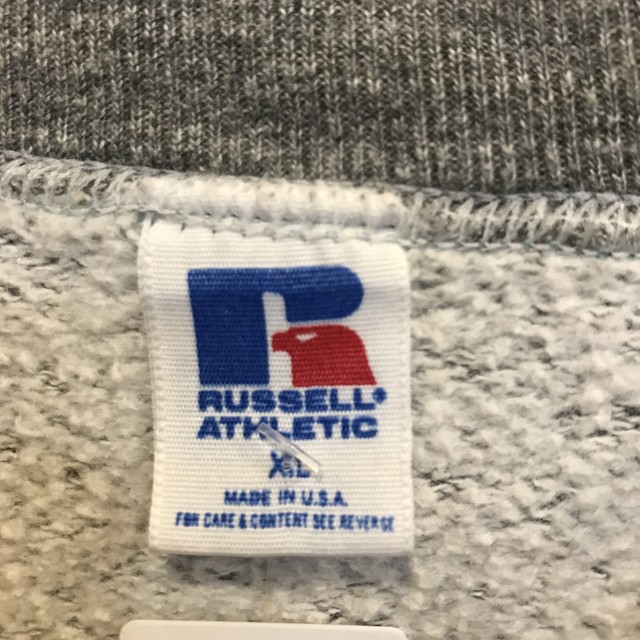 RUSSELL®
ATHLETIC
XL
MADE IN U.S.A.
FOR CARE & CONTENT SEE REVERSE